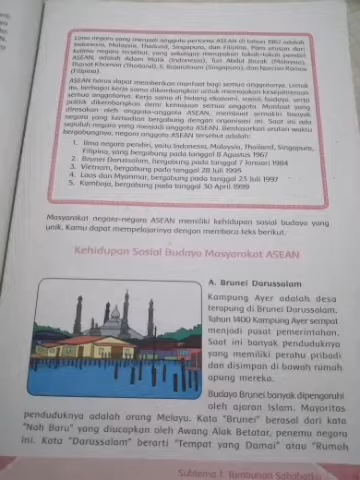 Lima negara yang menjadi anggota pertama ASEAN di tahun 1967 adalah
Indonesia, Malaysia, Thailand, Singapura, dan Filipina. Para utusan dari
kelima negara tersebut, yang sekaligus merupakan tokoh-tokoh pendiri
ASEAN, adalah Adam Malik (Indonesia), Tun Abdul Razak (Malaysia),
Thanat Khoman (Thailand), S. Rajaratnam (Singapura), dan Narciso Ramos
(Filipina).
ASEAN harus dapat memberikan manfaat bagi semua anggotanya. Untuk
itu, berbagai kerja sama dikembangkan untuk memajukan kesejahteraan
semua anggotanya. Kerja sama di bidang ekonomi, sosial, budaya, serta
politik dikembangkan demi kemajuan semua anggota. Manfaat yang
dirasakan oleh anggota-anggota ASEAN, membuat semakin banyak
negara yang kemudian bergabung dengan organisasi ini. Saat ini ada
sepuluh negara yang menjadi anggota ASEAN. Berdasarkan urutan waktu
bergabungnya, negara anggota ASEAN tersebut adalah:
1. Lima negara pendiri, yaitu Indonesia, Malaysia, Thailand, Singapura,
Filipina, yang bergabung pada tanggal 8 Agustus 1967
2. Brunei Darussalam, bergabung pada tanggal 7 Januari 1984
3. Vietnam, bergabung pada tanggal 28 Juli 1995
4. Laos dan Myanmar, bergabung pada tanggal 23 Juli 1997
5. Kamboja, bergabung pada tanggal 30 April 1999
Masyarakat negara-negara ASEAN memiliki kehidupan sosial budaya yang
unik. Kamu dapat mempelajarinya dengan membaca teks berikut.
Kehidupan Sosial Budaya Masyarakat ASEAN
A. Brunei Darussalam
Kampung Ayer adalah desa
terapung di Brunei Darussalam.
Tahun 1400 Kampung Ayer sempat
menjadi pusat pemerintahan.
Saat ini banyak penduduknya
yang memiliki perahu pribadi
dan disimpan di bawah rumah
apung mereka.
Budaya Brunei banyak dipengaruhi
oleh ajaran Islam. Mayoritas
penduduknya adalah orang Melayu. Kata "Brunei" berasal dari kata
"Nah Baru" yang diucapkan oleh Awang Alak Betatar, penemu negara
ini. Kata "Darussalam" berarti "Tempat yang Damai" atau "Rumah
Subtema 1: Tumbuhan Sahabatku